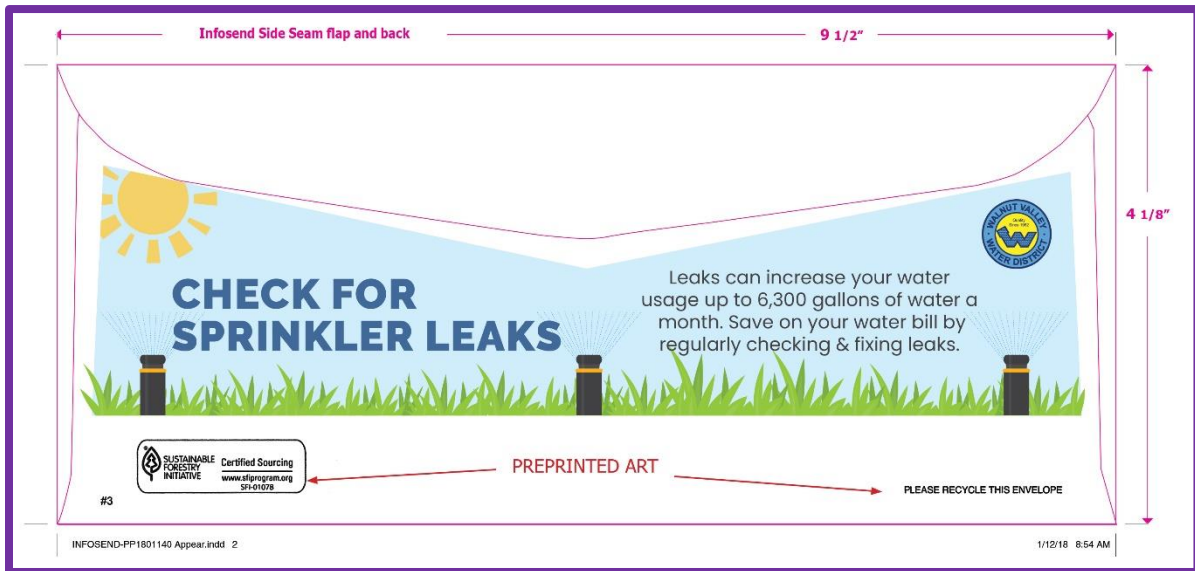 Infosend Side Seam flap and back
9 1/2"
4 1/8"
WALNUT VALLEY
Quality
Since 1952
WATER DISTRICT
CHECK FOR
SPRINKLER LEAKS
Leaks can increase your water
usage up to 6,300 gallons of water a
month. Save on your water bill by
regularly checking & fixing leaks.
SUSTAINABLE
FORESTRY
INITIATIVE
Certified Sourcing
www.sfiprogram.org
SFI-01078
PREPRINTED ART
#3
PLEASE RECYCLE THIS ENVELOPE
INFOSEND-PP1801140 Appear.indd 2
1/12/18 8:54 AM